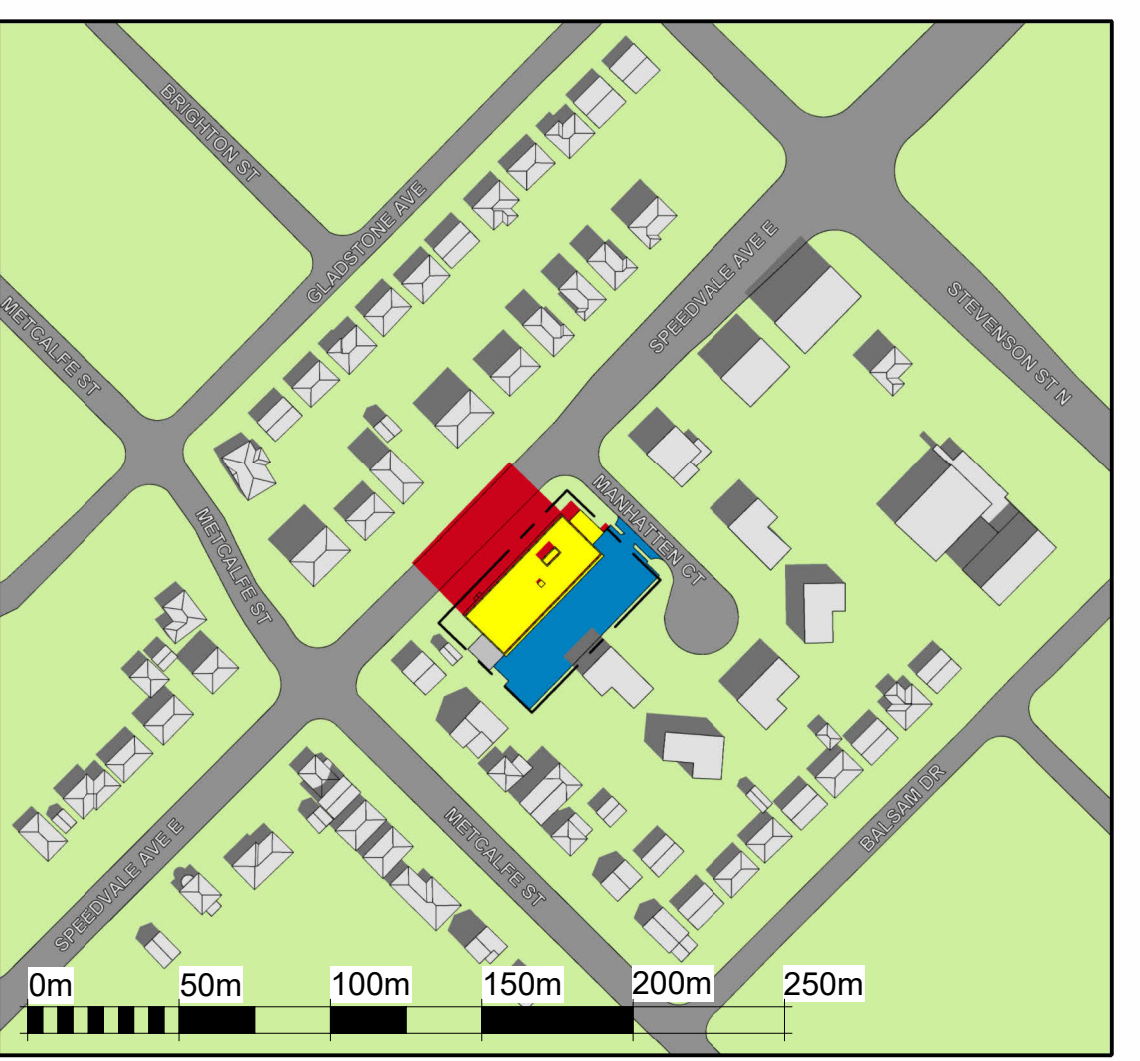 BRIGHTON ST
GLADSTONE AVE
METCALFE ST
SPEEDVALE AVE E
STEVENSON ST N
METCALFE ST
MANHATTEN CT
SPEEDVALE AVE E
METCALFE ST
BALSAM DR
0m 50m 100m 150m 200m 250m